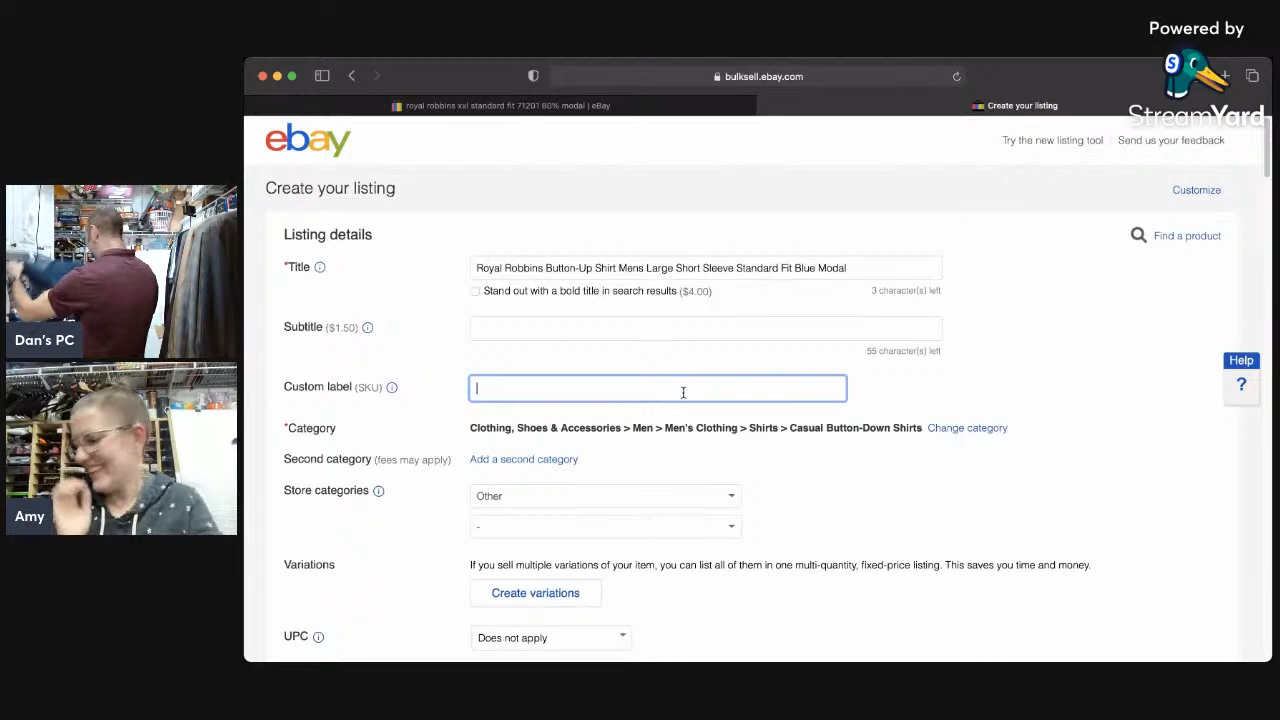 Powered by
StreamYard
bulksell.ebay.com
royal robbins xxl standard fit 71201 80% modal | eBay
Create your listing
ebay
Try the new listing tool
Send us your feedback
Create your listing
Customize
Listing details
Find a product
*Title
Royal Robbins Button-Up Shirt Mens Large Short Sleeve Standard Fit Blue Modal
Stand out with a bold title in search results ($4.00)
3 character(s) left
Dan's PC
Subtitle ($1.50)
55 character(s) left
Help
?
Custom label (SKU)
*Category
Clothing, Shoes & Accessories > Men > Men's Clothing > Shirts > Casual Button-Down Shirts Change category
Second category (fees may apply)
Add a second category
Store categories
Other
-
Amy
Variations
If you sell multiple variations of your item, you can list all of them in one multi-quantity, fixed-price listing. This saves you time and money.
Create variations
UPC
Does not apply